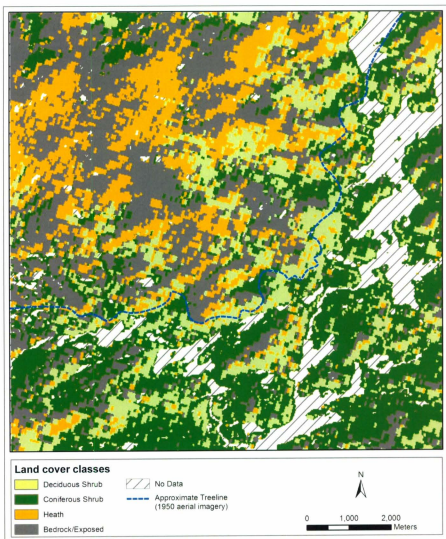 Land cover classes
Deciduous Shrub
Coniferous Shrub
Heath
Bedrock/Exposed
No Data
Approximate Treeline
(1950 aerial imagery)
N
0 1,000 2,000
Meters